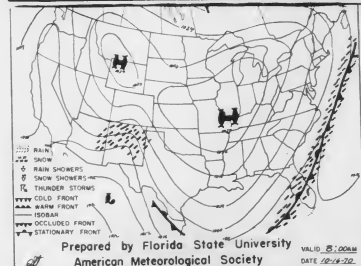 H
H
L
RAIN
SNOW
RAIN SHOWERS
SNOW SHOWERS
THUNDER STORMS
COLD FRONT
WARM FRONT
ISOBAR
OCCLUDED FRONT
STATIONARY FRONT
Prepared by Florida State University
American Meteorological Society
VALID 8:00AM
DATE 10-16-70